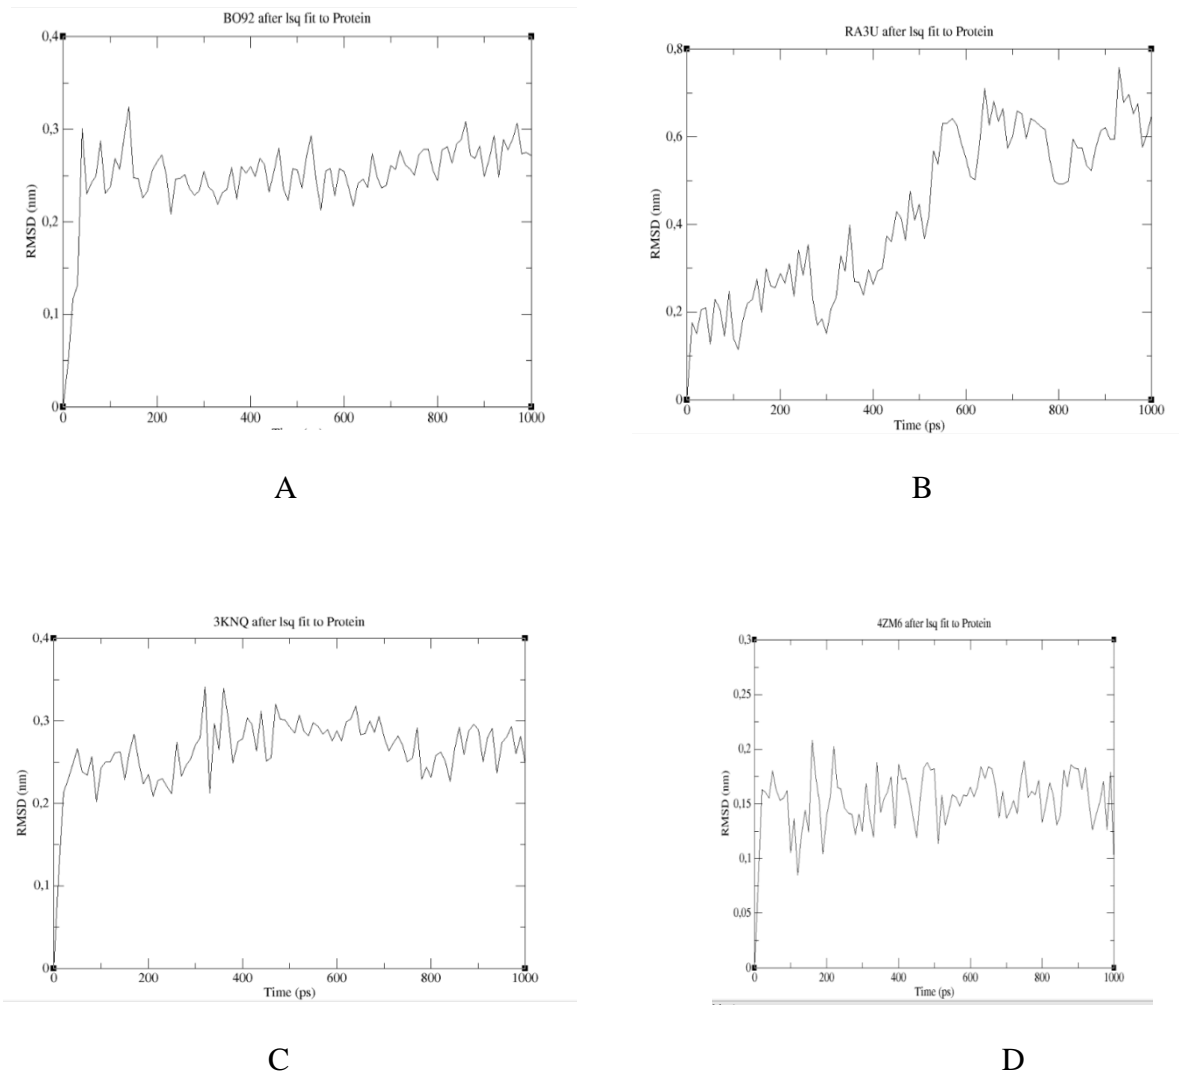 BO92 after lsq fit to Protein
0,4
0,3
0,2
0,1
0
RMSD (nm)
0 200 400 600 800 1000
A
RA3U after lsq fit to Protein
0,8
0,6
0,4
0,2
0
RMSD (nm)
0 200 400 600 800 1000
Time (ps)
B
3KNQ after lsq fit to Protein
0,4
0,3
0,2
0,1
0
RMSD (nm)
0 200 400 600 800 1000
Time (ps)
C
4ZM6 after lsq fit to Protein
0,3
0,25
0,2
0,15
0,1
0,05
0
RMSD (nm)
0 200 400 600 800 1000
Time (ps)
D